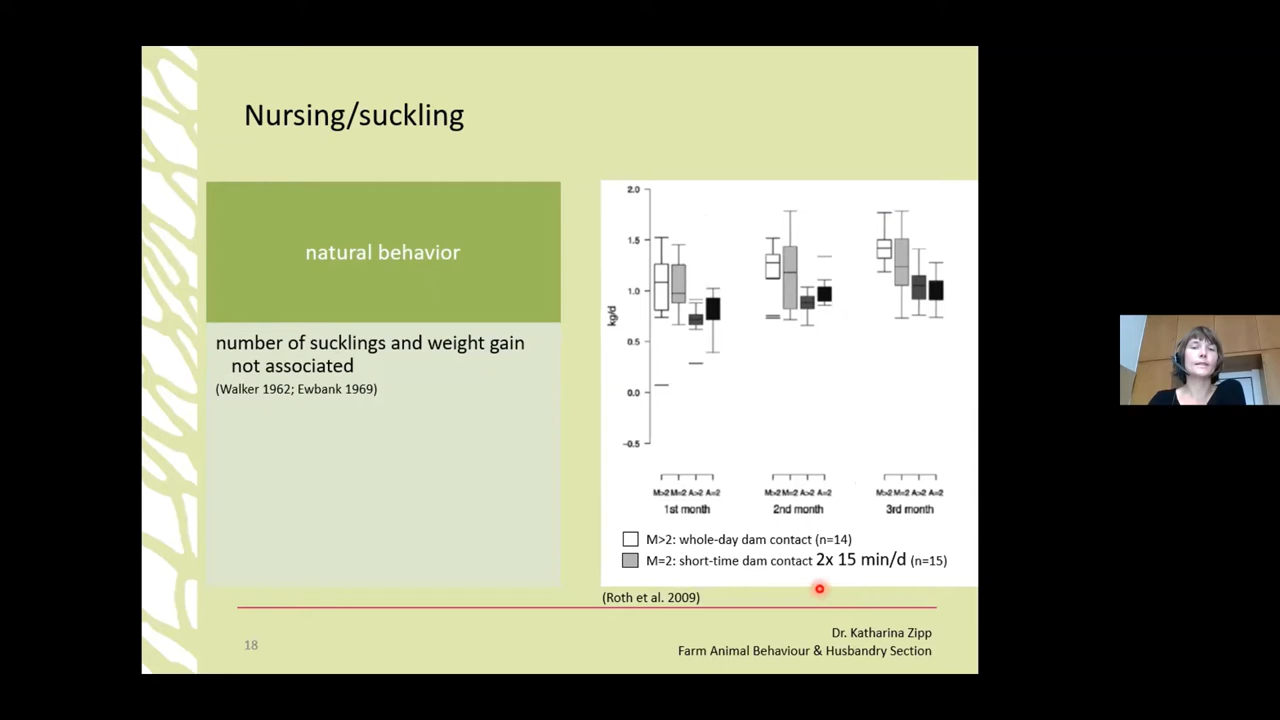 Nursing/suckling
natural behavior
number of sucklings and weight gain
not associated
(Walker 1962; Ewbank 1969)
2.0
1.5
1.0
0.5
0.0
-0.5
kg/d
M>2 M=2 A>2 A=2
1st month
M>2 M=2 A>2 A=2
2nd month
M>2 M=2 A>2 A=2
3rd month
M>2: whole-day dam contact (n=14)
M=2: short-time dam contact 2x 15 min/d (n=15)
(Roth et al. 2009)
18
Dr. Katharina Zipp
Farm Animal Behaviour & Husbandry Section